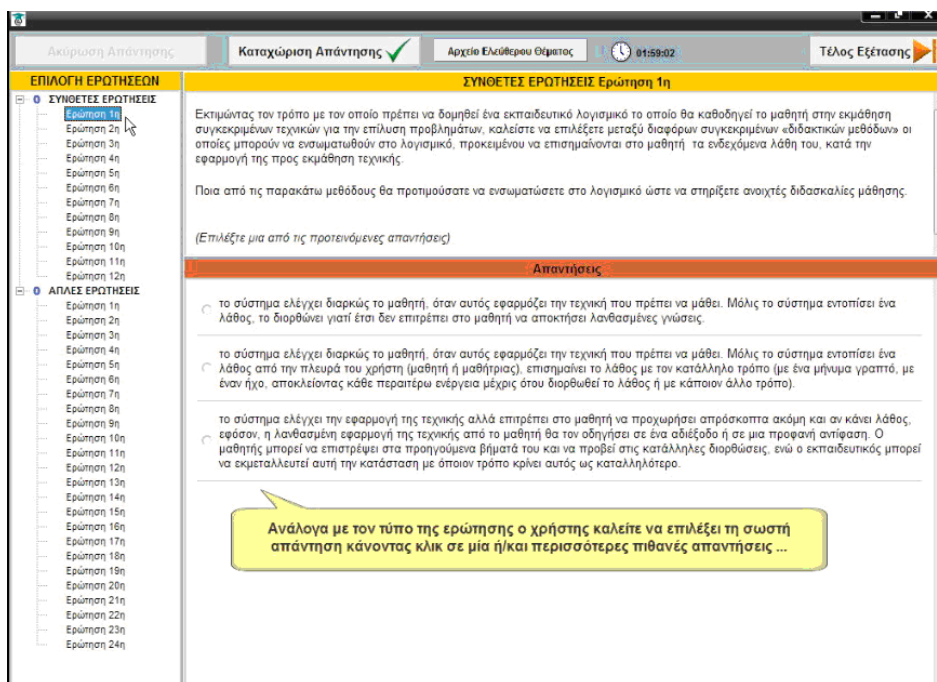 Ακύρωση Απάντησης
Καταχώριση Απάντησης
Αρχείο Ελεύθερου Θέματος
01:59:02
Τέλος Εξέτασης
ΕΠΙΛΟΓΗ ΕΡΩΤΗΣΕΩΝ
0 ΣΥΝΘΕΤΕΣ ΕΡΩΤΗΣΕΙΣ
Ερώτηση 1η
Ερώτηση 2η
Ερώτηση 3η
Ερώτηση 4η
Ερώτηση 5η
Ερώτηση 6η
Ερώτηση 7η
Ερώτηση 8η
Ερώτηση 9η
Ερώτηση 10η
Ερώτηση 11η
Ερώτηση 12η
0 ΑΠΛΕΣ ΕΡΩΤΗΣΕΙΣ
Ερώτηση 1η
Ερώτηση 2η
Ερώτηση 3η
Ερώτηση 4η
Ερώτηση 5η
Ερώτηση 6η
Ερώτηση 7η
Ερώτηση 8η
Ερώτηση 9η
Ερώτηση 10η
Ερώτηση 11η
Ερώτηση 12η
Ερώτηση 13η
Ερώτηση 14η
Ερώτηση 15η
Ερώτηση 16η
Ερώτηση 17η
Ερώτηση 18η
Ερώτηση 19η
Ερώτηση 20η
Ερώτηση 21η
Ερώτηση 22η
Ερώτηση 23η
Ερώτηση 24η
ΣΥΝΘΕΤΕΣ ΕΡΩΤΗΣΕΙΣ Ερώτηση 1η
Εκτιμώντας τον τρόπο με τον οποίο πρέπει να δομηθεί ένα εκπαιδευτικό λογισμικό το οποίο θα καθοδηγεί το μαθητή στην εκμάθηση
συγκεκριμένων τεχνικών για την επίλυση προβλημάτων, καλείστε να επιλέξετε μεταξύ διαφόρων συγκεκριμένων «διδακτικών μεθόδων» οι
οποίες μπορούν να ενσωματωθούν στο λογισμικό, προκειμένου να επισημαίνονται στο μαθητή τα ενδεχόμενα λάθη του, κατά την
εφαρμογή της προς εκμάθηση τεχνικής.
Ποια από τις παρακάτω μεθόδους θα προτιμούσατε να ενσωματώσετε στο λογισμικό ώστε να στηρίξετε ανοιχτές διδασκαλίες μάθησης.
(Επιλέξτε μια από τις προτεινόμενες απαντήσεις)
Απαντήσεις
το σύστημα ελέγχει διαρκώς το μαθητή, όταν αυτός εφαρμόζει την τεχνική που πρέπει να μάθει. Μόλις το σύστημα εντοπίσει ένα
λάθος, το διορθώνει γιατί έτσι δεν επιτρέπει στο μαθητή να αποκτήσει λανθασμένες γνώσεις.
το σύστημα ελέγχει διαρκώς το μαθητή, όταν αυτός εφαρμόζει την τεχνική που πρέπει να μάθει. Μόλις το σύστημα εντοπίσει ένα
λάθος από την πλευρά του χρήστη (μαθητή ή μαθήτριας), επισημαίνει το λάθος με τον κατάλληλο τρόπο (με ένα μήνυμα γραπτό, με
έναν ήχο, αποκλείοντας κάθε περαιτέρω ενέργεια μέχρις ότου διορθωθεί το λάθος ή με κάποιον άλλο τρόπο).
το σύστημα ελέγχει την εφαρμογή της τεχνικής αλλά επιτρέπει στο μαθητή να προχωρήσει απρόσκοπτα ακόμη και αν κάνει λάθος,
εφόσον, η λανθασμένη εφαρμογή της τεχνικής από το μαθητή θα τον οδηγήσει σε ένα αδιέξοδο ή σε μια προφανή αντίφαση. Ο
μαθητής μπορεί να επιστρέψει στα προηγούμενα βήματά του και να προβεί στις κατάλληλες διορθώσεις, ενώ ο εκπαιδευτικός μπορεί
να εκμεταλλευτεί αυτή την κατάσταση με όποιον τρόπο κρίνει αυτός ως καταλληλότερο.
Ανάλογα με τον τύπο της ερώτησης ο χρήστης καλείτε να επιλέξει τη σωστή
απάντηση κάνοντας κλικ σε μία ή/και περισσότερες πιθανές απαντήσεις ...